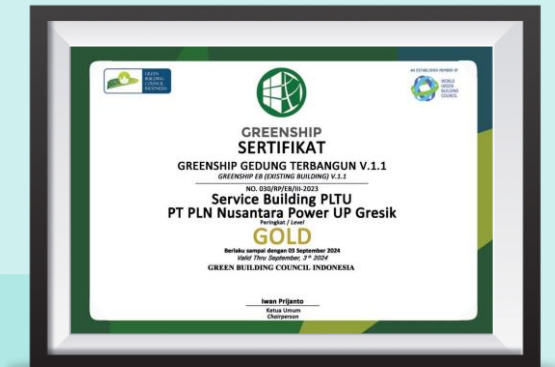 GREEN
BUILDING
COUNCIL
INDONESIA
AN ESTABLISHED MEMBER OF
WORLD
GREEN
BUILDING
COUNCIL
GREENSHIP
SERTIFIKAT
GREENSHIP GEDUNG TERBANGUN V.1.1
GREENSHIP EB (EXISTING BUILDING) V.1.1
NO. 030/RP/EB/III-2023
Service Building PLTU
PT PLN Nusantara Power UP Gresik
Peringkat / Level
GOLD
Berlaku sampai dengan 03 September 2024
Valid Thru September, 3ʳᵈ 2024
GREEN BUILDING COUNCIL INDONESIA
Iwan Prijanto
Ketua Umum
Chairperson